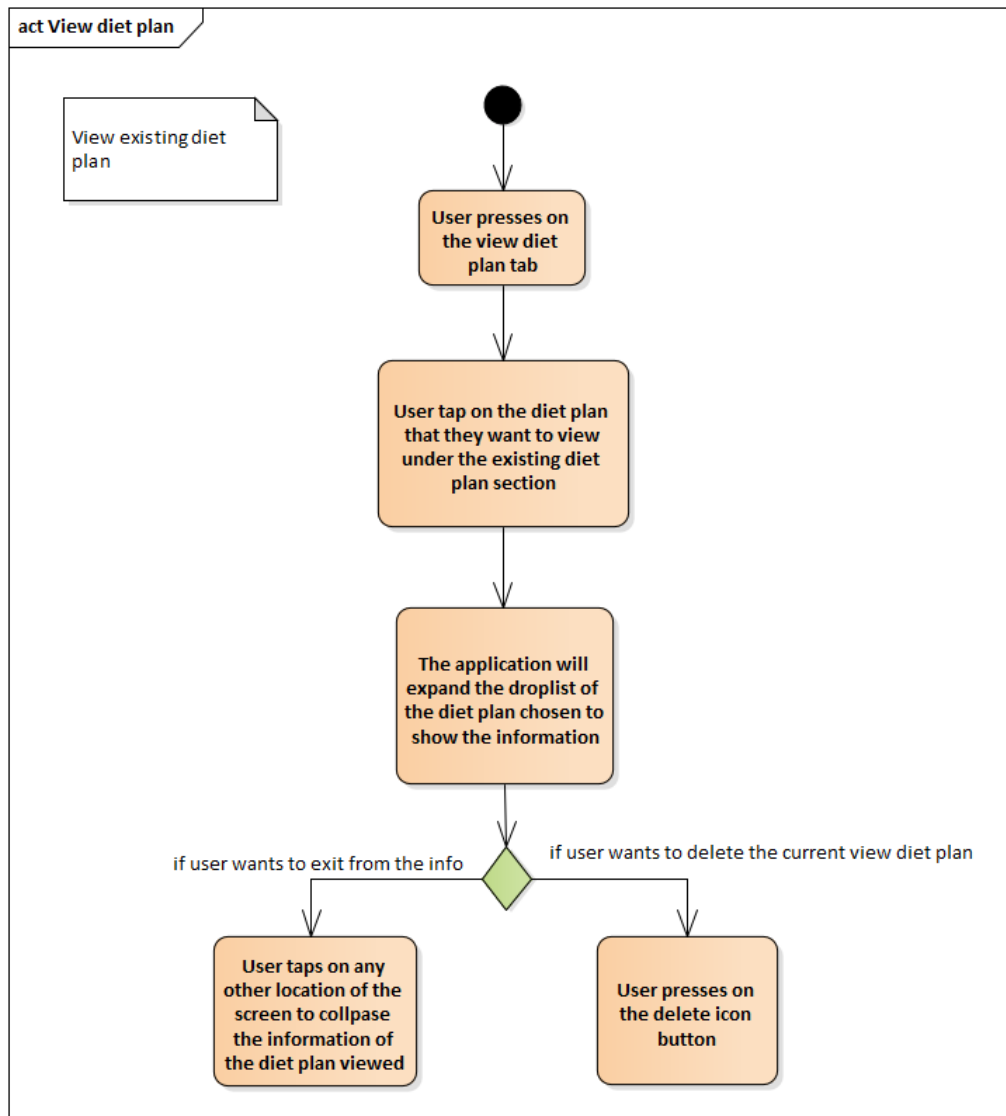 act View diet plan
View existing diet
plan
User presses on
the view diet
plan tab
User tap on the diet plan
that they want to view
under the existing diet
plan section
The application will
expand the droplist of
the diet plan chosen to
show the information
if user wants to exit from the info
if user wants to delete the current view diet plan
User taps on any
other location of the
screen to collpase
the information of
the diet plan viewed
User presses on
the delete icon
button